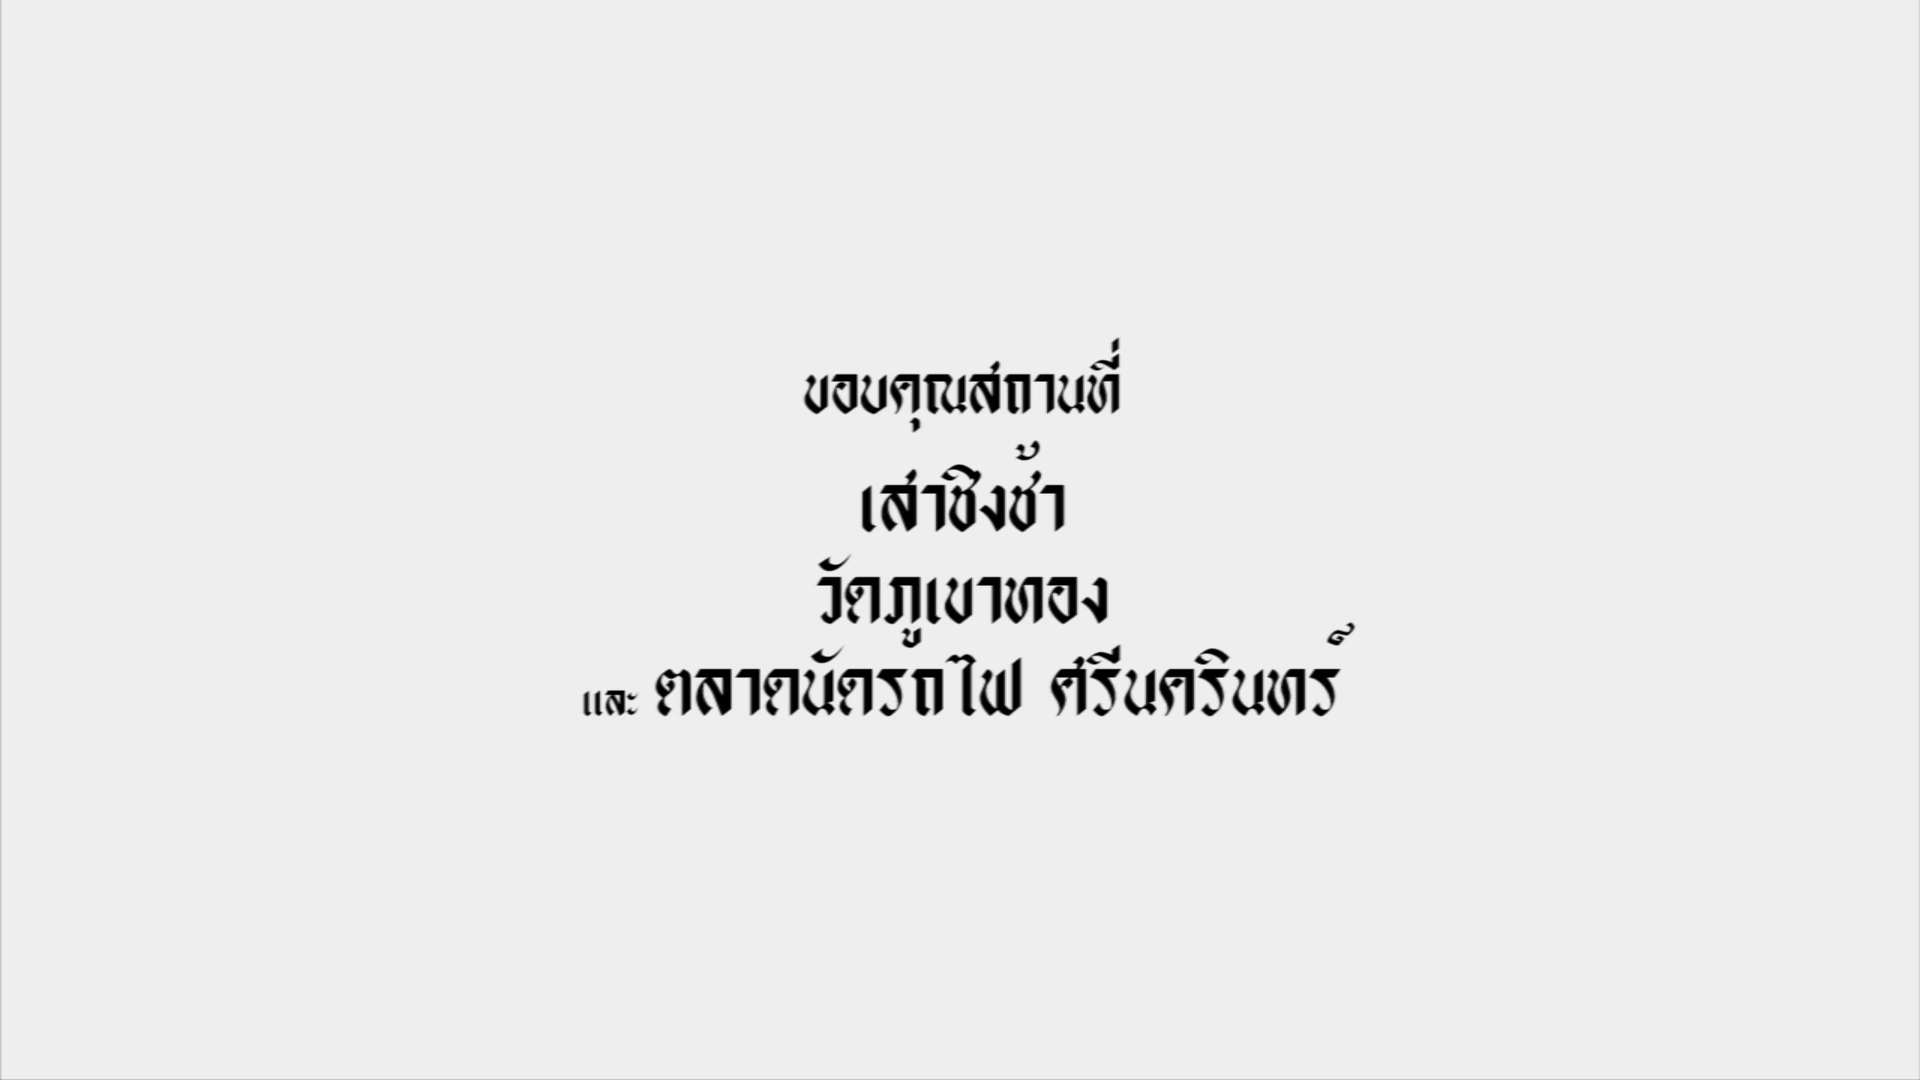 ขอบคุณสถานที่
เสาชิงช้า
วัดภูเขาทอง
และ ตลาดนัดรถไฟ ศรีนครินทร์